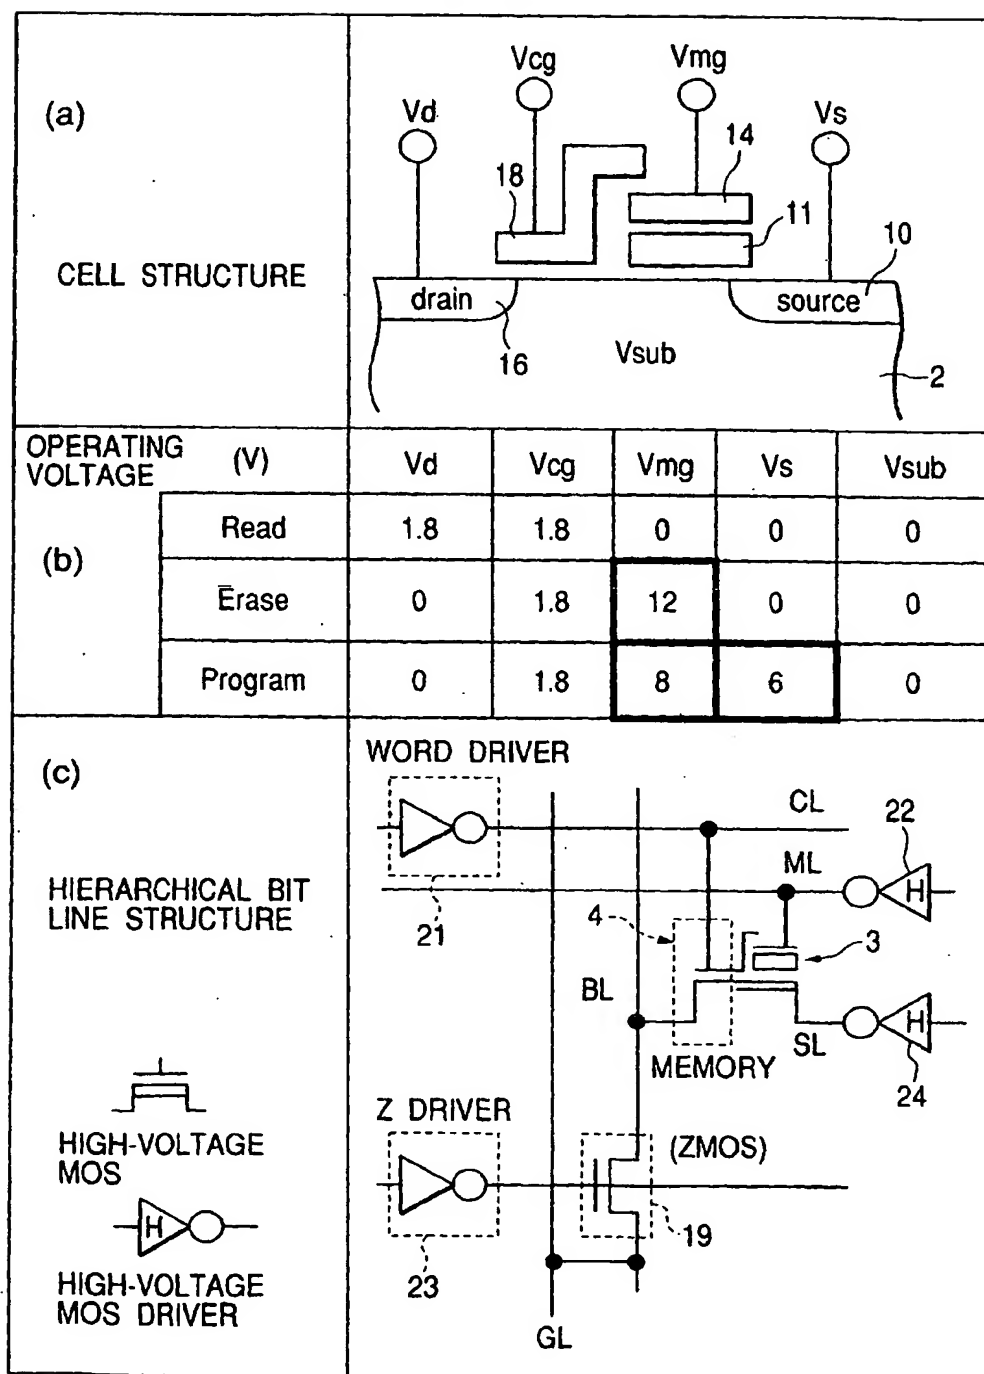 (a)
CELL STRUCTURE
Vd
Vcg
Vmg
Vs
18
14
11
10
drain
source
16
Vsub
2
OPERATING
VOLTAGE
(V)
Vd Vcg Vmg Vs Vsub
(b)
Read 1.8 1.8 0 0 0
Erase 0 1.8 12 0 0
Program 0 1.8 8 6 0
(c)
HIERARCHICAL BIT
LINE STRUCTURE
HIGH-VOLTAGE
MOS
H
HIGH-VOLTAGE
MOS DRIVER
WORD DRIVER
21
CL
22
ML
H
4
3
BL
SL
H
MEMORY
24
Z DRIVER
(ZMOS)
23
19
GL